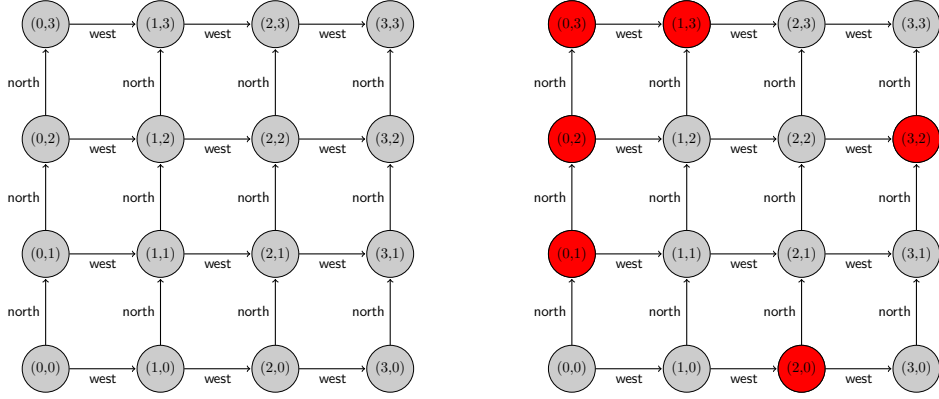 (0,3) (1,3) (2,3) (3,3)
west west west
north north north north
(0,2) (1,2) (2,2) (3,2)
west west west
north north north north
(0,1) (1,1) (2,1) (3,1)
west west west
north north north north
(0,0) (1,0) (2,0) (3,0)
west west west
(0,3) (1,3) (2,3) (3,3)
west west west
north north north north
(0,2) (1,2) (2,2) (3,2)
west west west
north north north north
(0,1) (1,1) (2,1) (3,1)
west west west
north north north north
(0,0) (1,0) (2,0) (3,0)
west west west